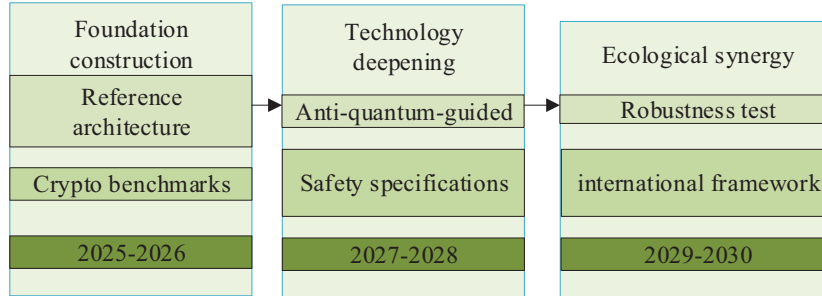 Foundation
construction
Reference
architecture
Crypto benchmarks
2025-2026
Technology
deepening
Anti-quantum-guided
Safety specifications
2027-2028
Ecological synergy
Robustness test
international framework
2029-2030